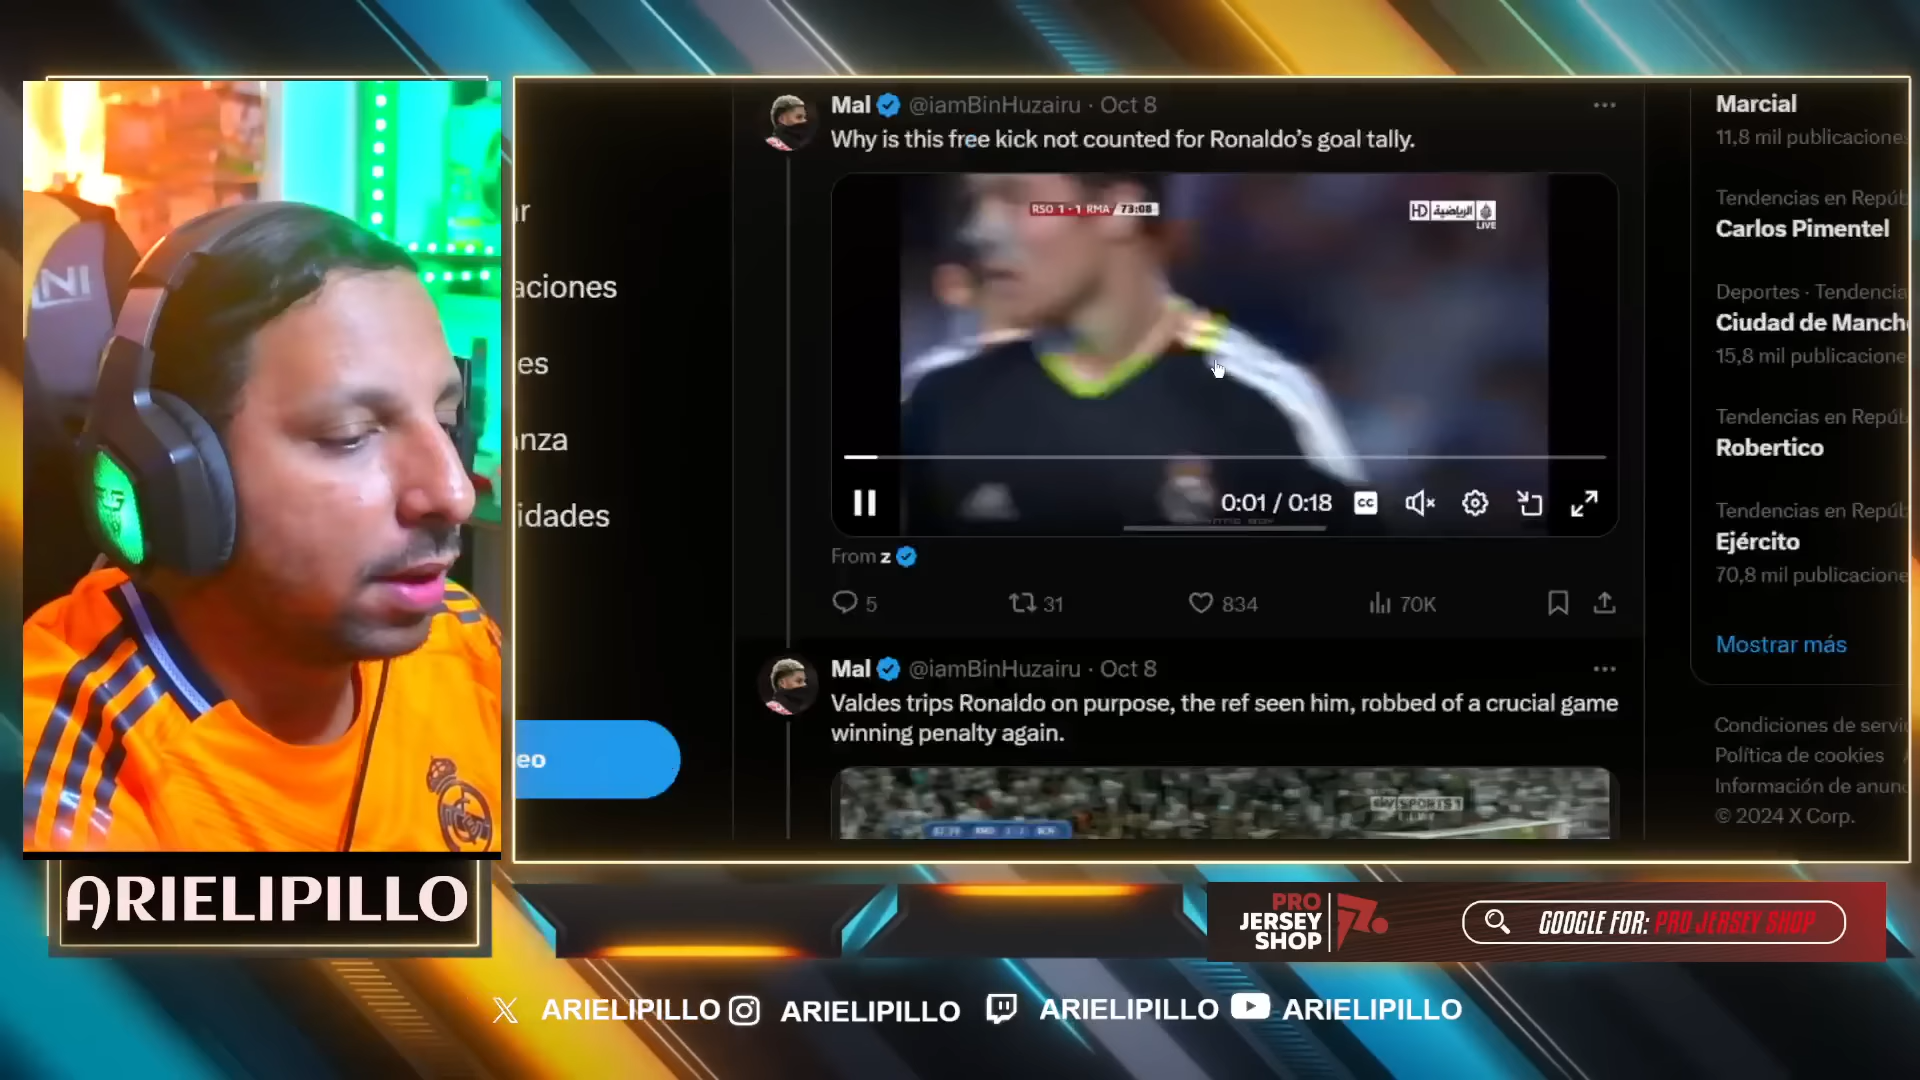 Mal @iamBinHuzairu · Oct 8
Why is this free kick not counted for Ronaldo's goal tally.
RSO 1 - 1 RMA 73:08
HD الرياضية
LIVE
0:01 / 0:18
CC
From z
5
31
834
70K
Mal @iamBinHuzairu · Oct 8
Valdes trips Ronaldo on purpose, the ref seen him, robbed of a crucial game
winning penalty again.
sky SPORTS 1
ar
aciones
es
anza
idades
eo
Marcial
11,8 mil publicacione
Tendencias en Repúb
Carlos Pimentel
Deportes · Tendencia
Ciudad de Manch
15,8 mil publicacione
Tendencias en Repúb
Robertico
Tendencias en Repúb
Ejército
70,8 mil publicacione
Mostrar más
Condiciones de servi
Política de cookies
Información de anun
© 2024 X Corp.
NI
ARIELIPILLO
PRO
JERSEY
SHOP
GOOGLE FOR: PRO JERSEY SHOP
ARIELIPILLO
ARIELIPILLO
ARIELIPILLO
ARIELIPILLO